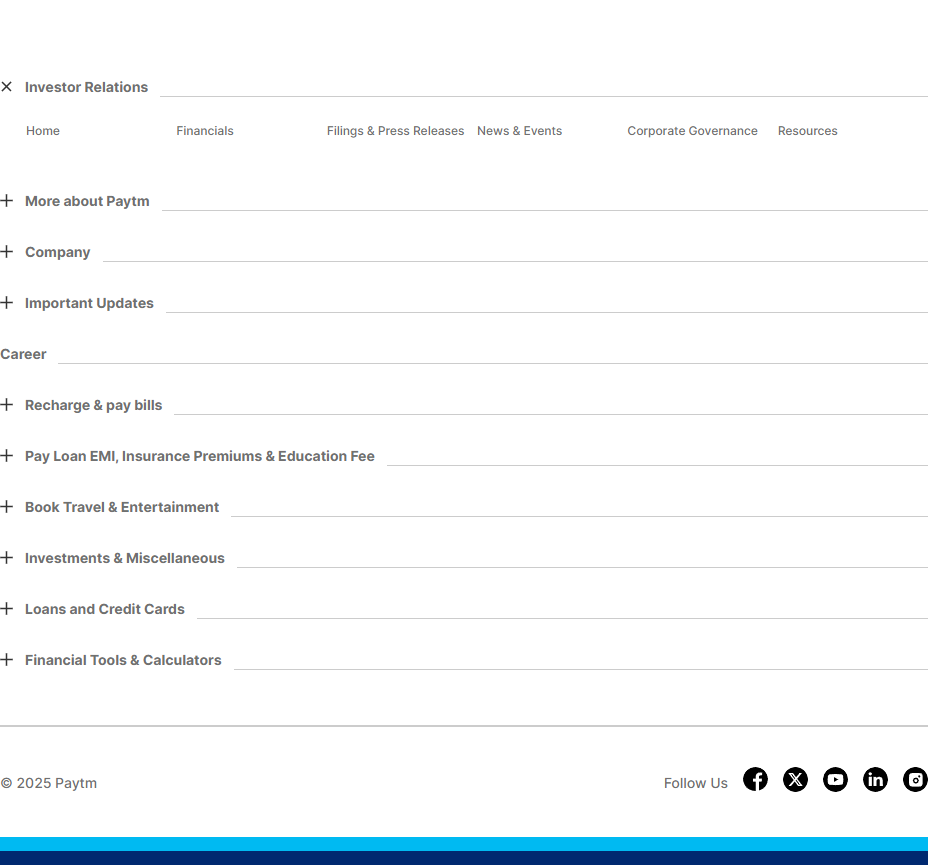 Investor Relations
Home Financials Filings & Press Releases News & Events Corporate Governance Resources
More about Paytm
Company
Important Updates
Career
Recharge & pay bills
Pay Loan EMI, Insurance Premiums & Education Fee
Book Travel & Entertainment
Investments & Miscellaneous
Loans and Credit Cards
Financial Tools & Calculators
© 2025 Paytm Follow Us